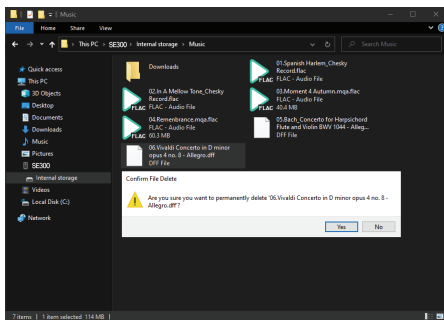 Music
File Home Share View
This PC › SE300 › Internal storage › Music
Search Music
Quick access
This PC
3D Objects
Desktop
Documents
Downloads
Music
Pictures
SE300
Internal storage
Videos
Local Disk (C:)
Network
Downloads
01.Spanish Harlem_Chesky
Record.flac
FLAC - Audio File
FLAC
02.In A Mellow Tone_Chesky
Record.flac
FLAC - Audio File
FLAC
03.Moment 4 Autumn.mqa.flac
FLAC - Audio File
40.4 MB
FLAC
04.Remembrance.mqa.flac
FLAC - Audio File
60.3 MB
FLAC
05.Bach_Concerto for Harpsichord
Flute and Violin BWV 1044 - Alleg...
DFF File
06.Vivaldi Concerto in D minor
opus 4 no. 8 - Allegro.dff
DFF File
Confirm File Delete
Are you sure you want to permanently delete '06.Vivaldi Concerto in D minor opus 4 no. 8 -
Allegro.dff'?
Yes No
7 items 1 item selected 114 MB